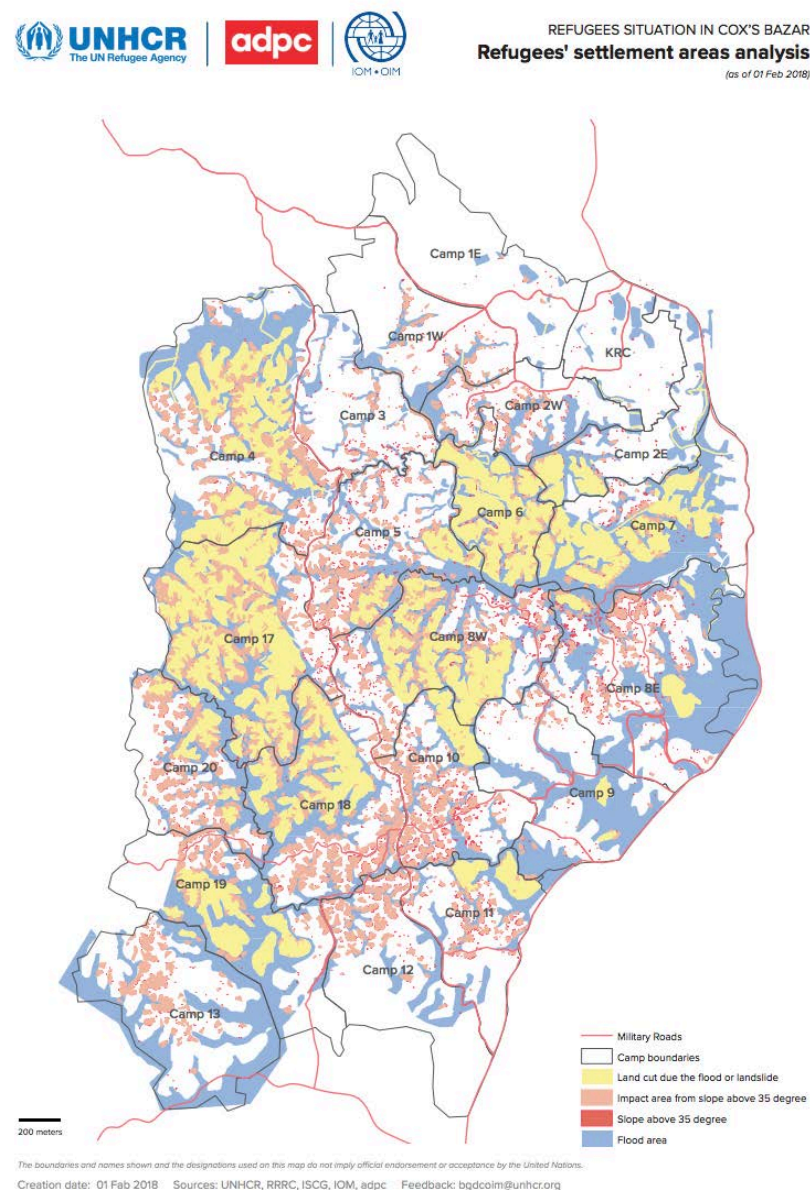 UNHCR
The UN Refugee Agency
adpc
IOM • OIM
REFUGEES SITUATION IN COX'S BAZAR
Refugees' settlement areas analysis
(as of 01 Feb 2018)
Camp 1E
Camp 1W
KRC
Camp 3
Camp 2W
Camp 4
Camp 2E
Camp 6
Camp 7
Camp 5
Camp 17
Camp 8W
Camp 8E
Camp 10
Camp 20
Camp 9
Camp 18
Camp 19
Camp 11
Camp 12
Camp 13
Military Roads
Camp boundaries
Land cut due the flood or landslide
Impact area from slope above 35 degree
Slope above 35 degree
Flood area
200 meters
The boundaries and names shown and the designations used on this map do not imply official endorsement or acceptance by the United Nations.
Creation date: 01 Fab 2018 Sources: UNHCR, RRRC, ISCG, IOM, adpc Feedback: bgdcoim@unhcr.org